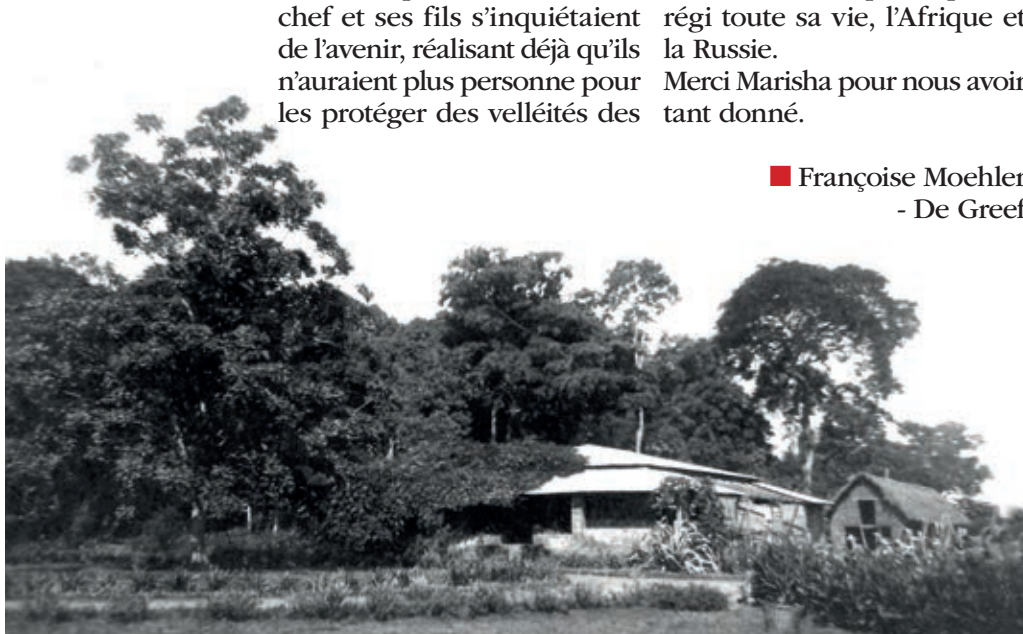 chef et ses fils s’inquiétaient
de l’avenir, réalisant déjà qu’ils
n’auraient plus personne pour
les protéger des velléités des
régi toute sa vie, l’Afrique et
la Russie.
Merci Marisha pour nous avoir
tant donné.
Françoise Moehler
- De Greef